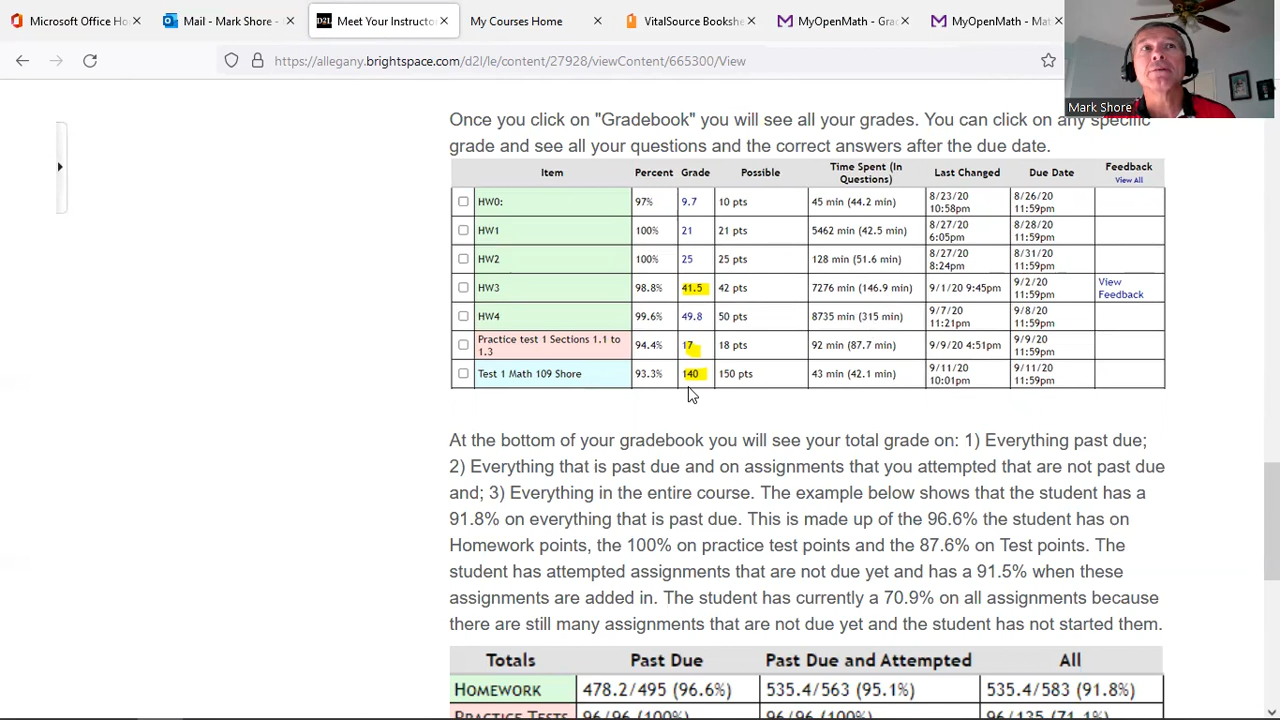 Microsoft Office Ho
Mail - Mark Shore -
D2L
Meet Your Instructor
My Courses Home
VitalSource Bookshe
MyOpenMath - Gra
MyOpenMath - Mat
https://allegany.brightspace.com/d2l/le/content/27928/viewContent/665300/View
Mark Shore
Once you click on "Gradebook" you will see all your grades. You can click on any specific
grade and see all your questions and the correct answers after the due date.
Item Percent Grade Possible Time Spent (In Questions) Last Changed Due Date Feedback View All
HW0: 97% 9.7 10 pts 45 min (44.2 min) 8/23/20 10:58pm 8/26/20 11:59pm
HW1 100% 21 21 pts 5462 min (42.5 min) 8/27/20 6:05pm 8/28/20 11:59pm
HW2 100% 25 25 pts 128 min (51.6 min) 8/27/20 8:24pm 8/31/20 11:59pm
HW3 98.8% 41.5 42 pts 7276 min (146.9 min) 9/1/20 9:45pm 9/2/20 11:59pm View Feedback
HW4 99.6% 49.8 50 pts 8735 min (315 min) 9/7/20 11:21pm 9/8/20 11:59pm
Practice test 1 Sections 1.1 to 1.3 94.4% 17 18 pts 92 min (87.7 min) 9/9/20 4:51pm 9/9/20 11:59pm
Test 1 Math 109 Shore 93.3% 140 150 pts 43 min (42.1 min) 9/11/20 10:01pm 9/11/20 11:59pm
At the bottom of your gradebook you will see your total grade on: 1) Everything past due;
2) Everything that is past due and on assignments that you attempted that are not past due
and; 3) Everything in the entire course. The example below shows that the student has a
91.8% on everything that is past due. This is made up of the 96.6% the student has on
Homework points, the 100% on practice test points and the 87.6% on Test points. The
student has attempted assignments that are not due yet and has a 91.5% when these
assignments are added in. The student has currently a 70.9% on all assignments because
there are still many assignments that are not due yet and the student has not started them.
Totals Past Due Past Due and Attempted All
HOMEWORK 478.2/495 (96.6%) 535.4/563 (95.1%) 535.4/583 (91.8%)
PRACTICE TESTS 96/96 (100%) 96/96 (100%) 96/135 (71.1%)